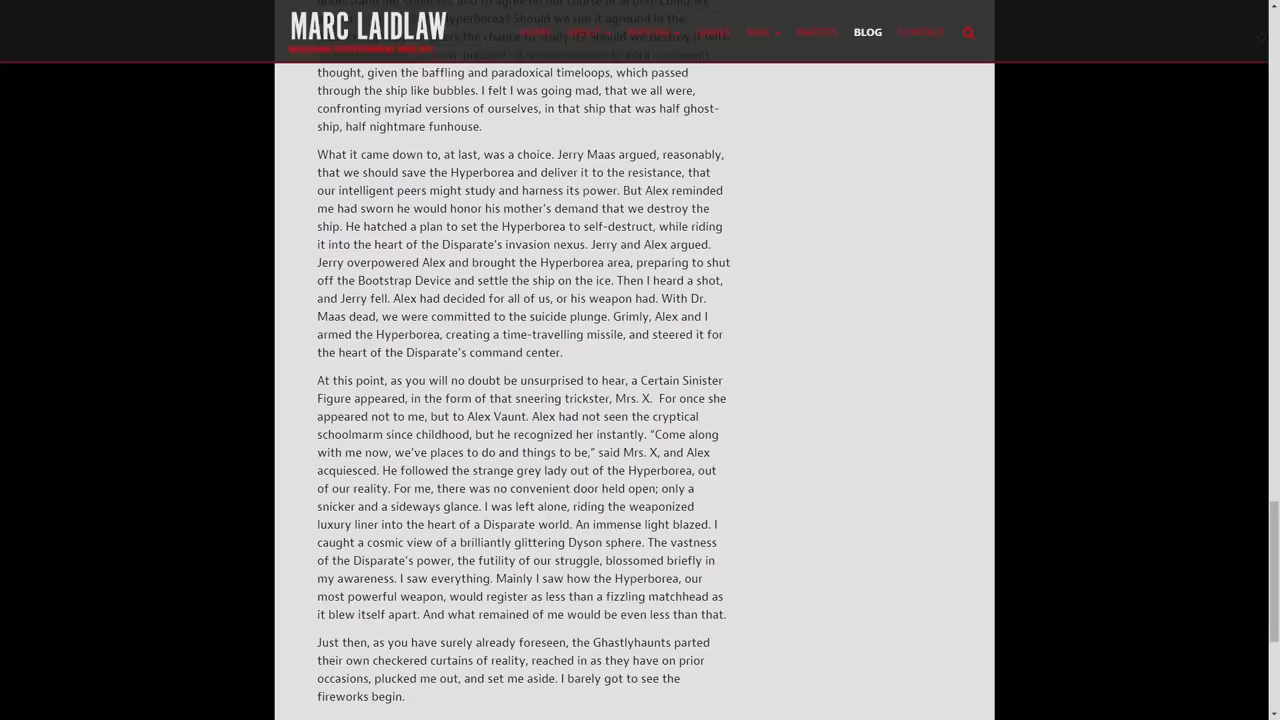 MARC LAIDLAW
BLOG
CONTACT
PHOTOS
Hyperborea? Should we run it aground in the
thought, given the baffling and paradoxical timeloops, which passed
through the ship like bubbles. I felt I was going mad, that we all were,
confronting myriad versions of ourselves, in that ship that was half ghost-
ship, half nightmare funhouse.
What it came down to, at last, was a choice. Jerry Maas argued, reasonably,
that we should save the Hyperborea and deliver it to the resistance, that
our intelligent peers might study and harness its power. But Alex reminded
me had sworn he would honor his mother’s demand that we destroy the
ship. He hatched a plan to set the Hyperborea to self-destruct, while riding
it into the heart of the Disparate’s invasion nexus. Jerry and Alex argued.
Jerry overpowered Alex and brought the Hyperborea area, preparing to shut
off the Bootstrap Device and settle the ship on the ice. Then I heard a shot,
and Jerry fell. Alex had decided for all of us, or his weapon had. With Dr.
Maas dead, we were committed to the suicide plunge. Grimly, Alex and I
armed the Hyperborea, creating a time-travelling missile, and steered it for
the heart of the Disparate’s command center.
At this point, as you will no doubt be unsurprised to hear, a Certain Sinister
Figure appeared, in the form of that sneering trickster, Mrs. X. For once she
appeared not to me, but to Alex Vaunt. Alex had not seen the cryptical
schoolmarm since childhood, but he recognized her instantly. “Come along
with me now, we’ve places to do and things to be,” said Mrs. X, and Alex
acquiesced. He followed the strange grey lady out of the Hyperborea, out
of our reality. For me, there was no convenient door held open; only a
snicker and a sideways glance. I was left alone, riding the weaponized
luxury liner into the heart of a Disparate world. An immense light blazed. I
caught a cosmic view of a brilliantly glittering Dyson sphere. The vastness
of the Disparate’s power, the futility of our struggle, blossomed briefly in
my awareness. I saw everything. Mainly I saw how the Hyperborea, our
most powerful weapon, would register as less than a fizzling matchhead as
it blew itself apart. And what remained of me would be even less than that.
Just then, as you have surely already foreseen, the Ghastlyhaunts parted
their own checkered curtains of reality, reached in as they have on prior
occasions, plucked me out, and set me aside. I barely got to see the
fireworks begin.